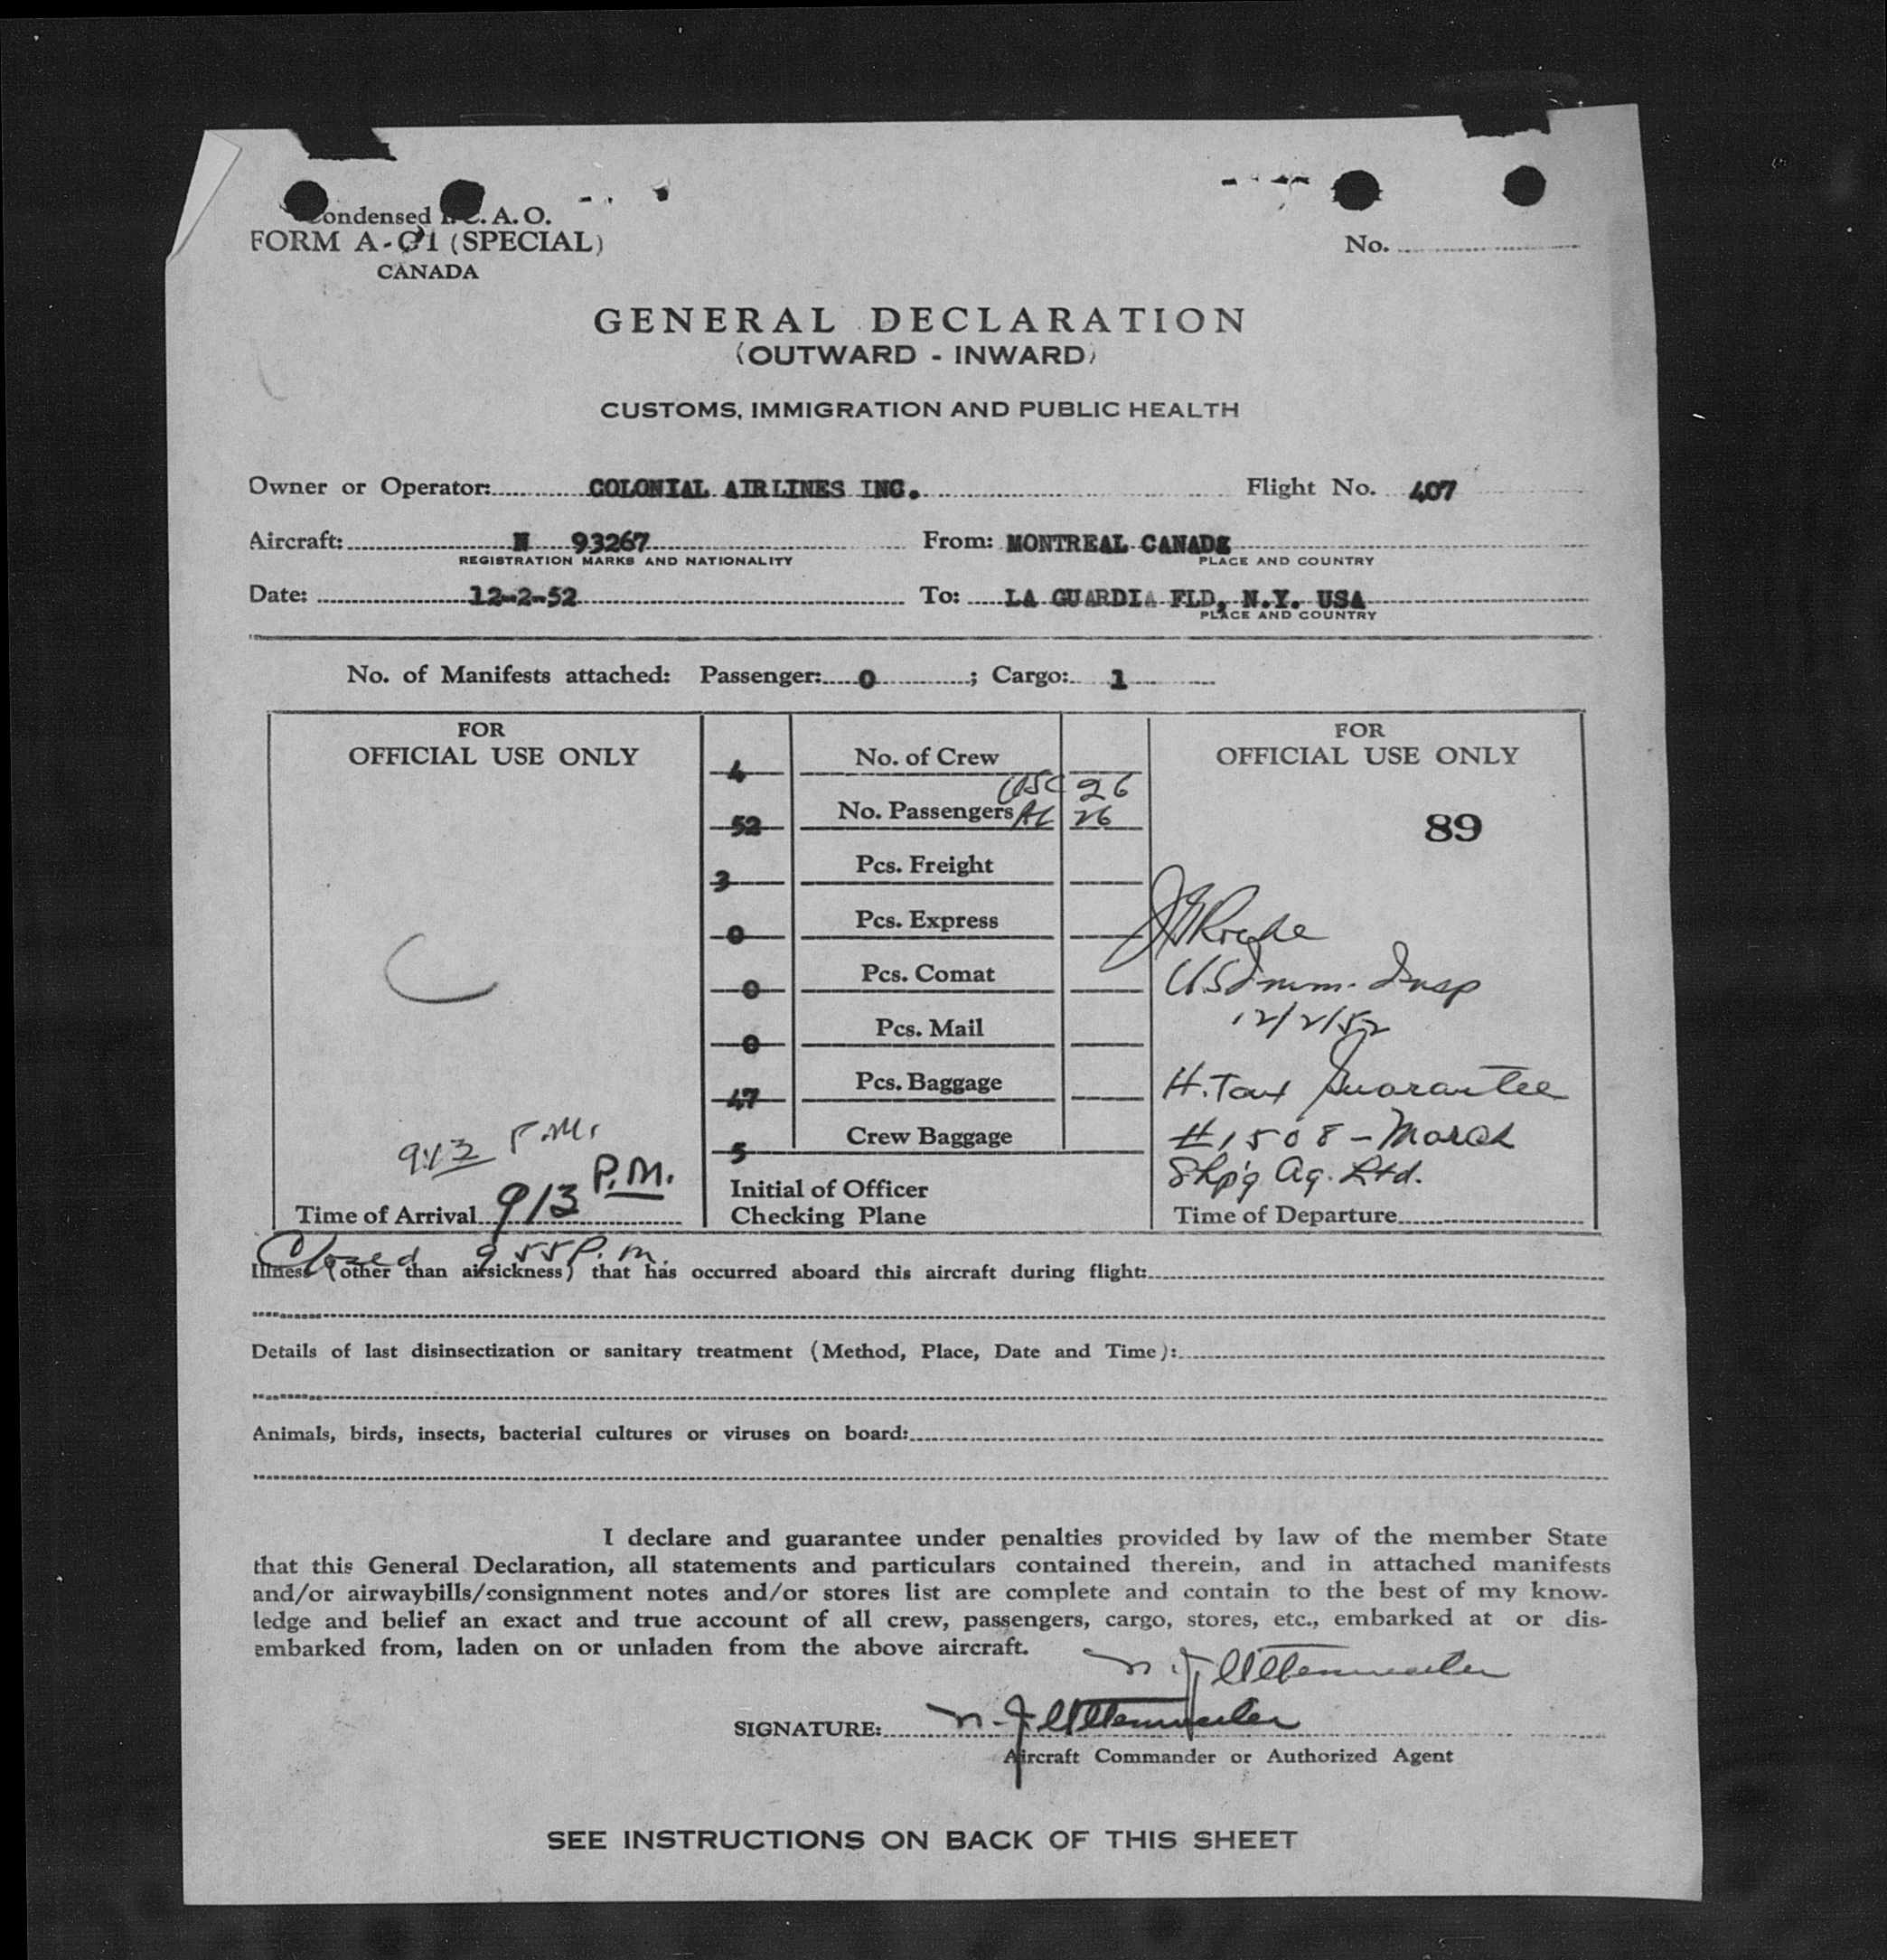 Condensed I.C.A.O.
FORM A-01 (SPECIAL)
CANADA
No.
GENERAL DECLARATION
(OUTWARD - INWARD)
CUSTOMS, IMMIGRATION AND PUBLIC HEALTH
Owner or Operator: COLONIAL AIRLINES INC. Flight No. 407
Aircraft: N 93267 From: MONTREAL CANADE
REGISTRATION MARKS AND NATIONALITY PLACE AND COUNTRY
Date: 12-2-52 To: LA GUARDIA FLD, N.Y. USA
PLACE AND COUNTRY
No. of Manifests attached: Passenger: 0 ; Cargo: 1
FOR
OFFICIAL USE ONLY
913 P.M.
913 P.M.
Time of Arrival
4 No. of Crew
USC 26
52 No. Passengers AL 26
3 Pcs. Freight
0 Pcs. Express
0 Pcs. Comat
0 Pcs. Mail
47 Pcs. Baggage
5 Crew Baggage
Initial of Officer
Checking Plane
FOR
OFFICIAL USE ONLY
89
US Imm. Insp
12/2/52
H. Tax Guarantee
#1508 - March
Shp'g Ag. Ltd.
Time of Departure
Closed 9 55 P.m.
Illness (other than airsickness) that has occurred aboard this aircraft during flight:
Details of last disinsectization or sanitary treatment (Method, Place, Date and Time):
Animals, birds, insects, bacterial cultures or viruses on board:
I declare and guarantee under penalties provided by law of the member State
that this General Declaration, all statements and particulars contained therein, and in attached manifests
and/or airwaybills/consignment notes and/or stores list are complete and contain to the best of my know-
ledge and belief an exact and true account of all crew, passengers, cargo, stores, etc., embarked at or dis-
embarked from, laden on or unladen from the above aircraft.
SIGNATURE:
Aircraft Commander or Authorized Agent
SEE INSTRUCTIONS ON BACK OF THIS SHEET